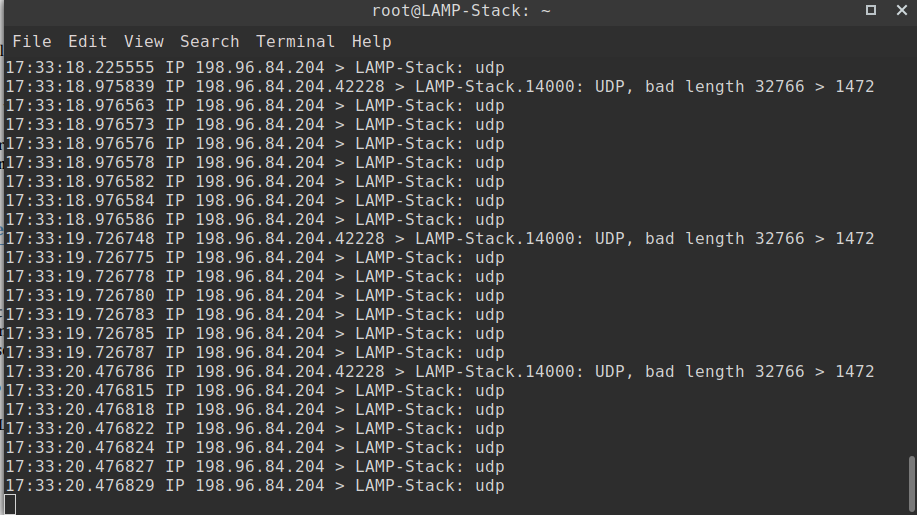 root@LAMP-Stack: ~
File Edit View Search Terminal Help
17:33:18.225555 IP 198.96.84.204 > LAMP-Stack: udp
17:33:18.975839 IP 198.96.84.204.42228 > LAMP-Stack.14000: UDP, bad length 32766 > 1472
17:33:18.976563 IP 198.96.84.204 > LAMP-Stack: udp
17:33:18.976573 IP 198.96.84.204 > LAMP-Stack: udp
17:33:18.976576 IP 198.96.84.204 > LAMP-Stack: udp
17:33:18.976578 IP 198.96.84.204 > LAMP-Stack: udp
17:33:18.976582 IP 198.96.84.204 > LAMP-Stack: udp
17:33:18.976584 IP 198.96.84.204 > LAMP-Stack: udp
17:33:18.976586 IP 198.96.84.204 > LAMP-Stack: udp
17:33:19.726748 IP 198.96.84.204.42228 > LAMP-Stack.14000: UDP, bad length 32766 > 1472
17:33:19.726775 IP 198.96.84.204 > LAMP-Stack: udp
17:33:19.726778 IP 198.96.84.204 > LAMP-Stack: udp
17:33:19.726780 IP 198.96.84.204 > LAMP-Stack: udp
17:33:19.726783 IP 198.96.84.204 > LAMP-Stack: udp
17:33:19.726785 IP 198.96.84.204 > LAMP-Stack: udp
17:33:19.726787 IP 198.96.84.204 > LAMP-Stack: udp
17:33:20.476786 IP 198.96.84.204.42228 > LAMP-Stack.14000: UDP, bad length 32766 > 1472
17:33:20.476815 IP 198.96.84.204 > LAMP-Stack: udp
17:33:20.476818 IP 198.96.84.204 > LAMP-Stack: udp
17:33:20.476822 IP 198.96.84.204 > LAMP-Stack: udp
17:33:20.476824 IP 198.96.84.204 > LAMP-Stack: udp
17:33:20.476827 IP 198.96.84.204 > LAMP-Stack: udp
17:33:20.476829 IP 198.96.84.204 > LAMP-Stack: udp